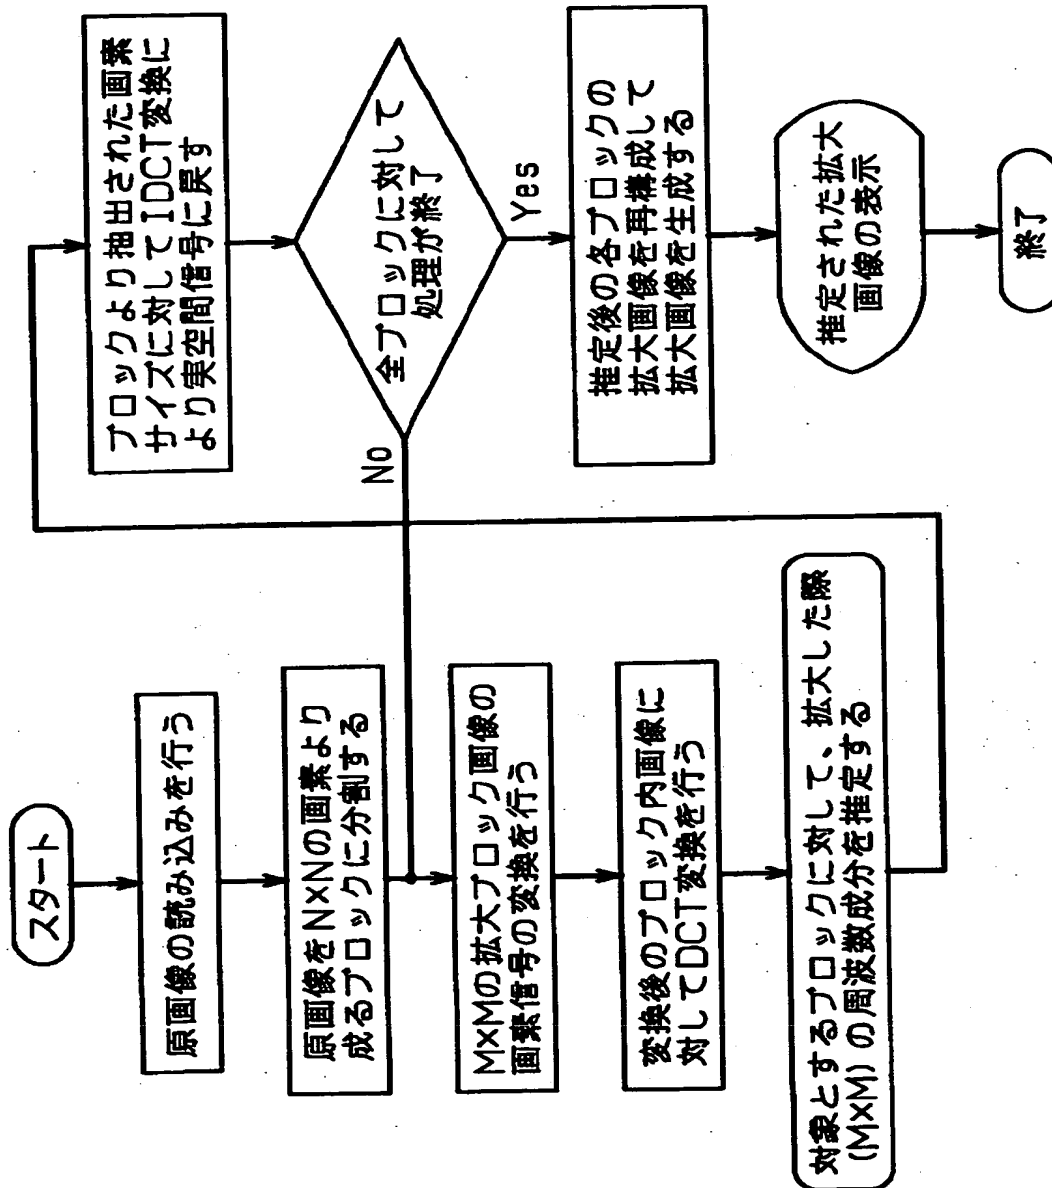 スタート
原画像の読み込みを行う
原画像をN×Nの画素より
成るブロックに分割する
M×Mの拡大ブロック画像の
画素信号の変換を行う
変換後のブロック内画像に
対してDCT変換を行う
対象とするブロックに対して、拡大した際
(M×M)の周波数成分を推定する
ブロックより抽出された画素
サイズに対してIDCT変換に
より実空間信号に戻す
全ブロックに対して
処理が終了
No
Yes
推定後の各ブロックの
拡大画像を再構成して
拡大画像を生成する
推定された拡大
画像の表示
終了